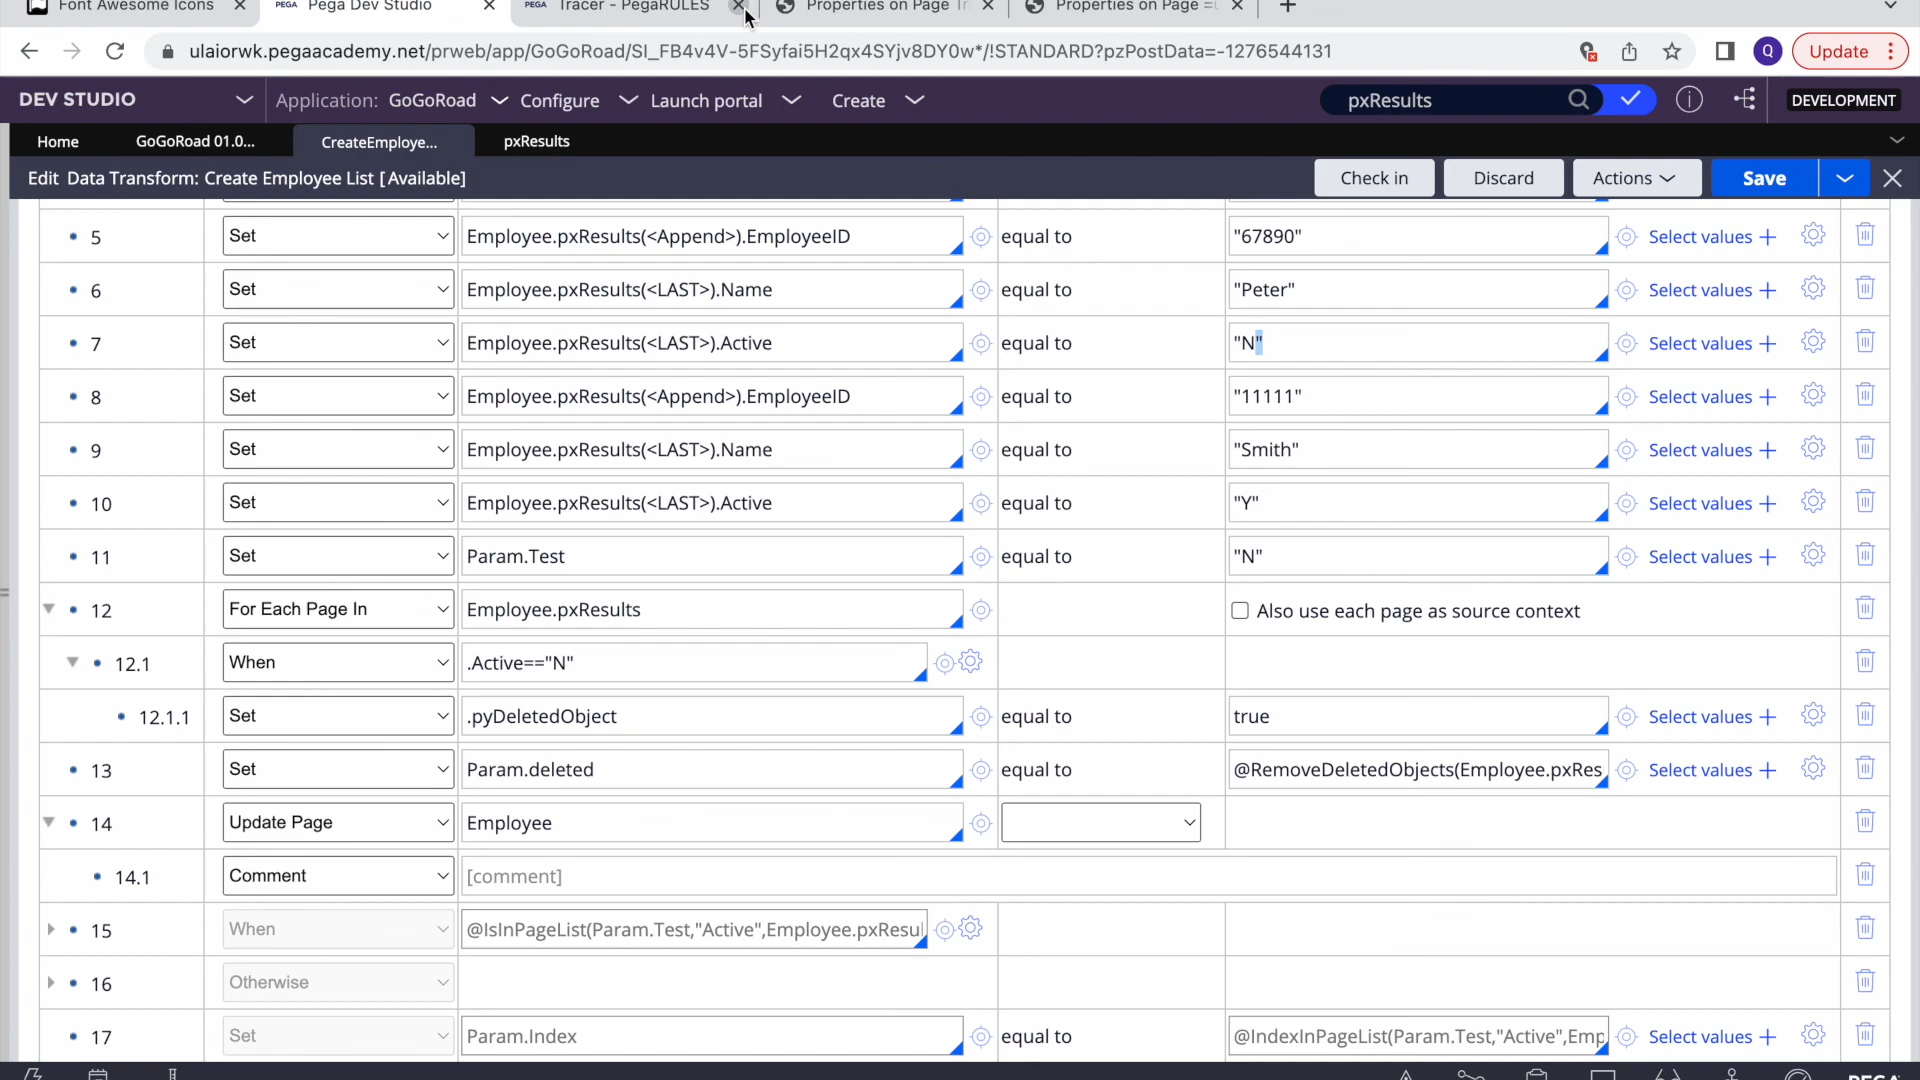 Font Awesome Icons
PEGA Pega Dev Studio
PEGA Tracer - PegaRULES
Properties on Page Tr
Properties on Page =u
ulaiorwk.pegaacademy.net/prweb/app/GoGoRoad/SI_FB4v4V-5FSyfai5H2qx4SYjv8DY0w*/!STANDARD?pzPostData=-1276544131
Q
Update
DEV STUDIO
Application: GoGoRoad
Configure
Launch portal
Create
pxResults
DEVELOPMENT
Home
GoGoRoad 01.0...
CreateEmploye...
pxResults
Edit Data Transform: Create Employee List [Available]
Check in
Discard
Actions
Save
5 Set Employee.pxResults(<Append>).EmployeeID equal to "67890" Select values +
6 Set Employee.pxResults(<LAST>).Name equal to "Peter" Select values +
7 Set Employee.pxResults(<LAST>).Active equal to "N" Select values +
8 Set Employee.pxResults(<Append>).EmployeeID equal to "11111" Select values +
9 Set Employee.pxResults(<LAST>).Name equal to "Smith" Select values +
10 Set Employee.pxResults(<LAST>).Active equal to "Y" Select values +
11 Set Param.Test equal to "N" Select values +
12 For Each Page In Employee.pxResults Also use each page as source context
12.1 When .Active=="N"
12.1.1 Set .pyDeletedObject equal to true Select values +
13 Set Param.deleted equal to @RemoveDeletedObjects(Employee.pxRes Select values +
14 Update Page Employee
14.1 Comment [comment]
15 When @IsInPageList(Param.Test,"Active",Employee.pxResul
16 Otherwise
17 Set Param.Index equal to @IndexInPageList(Param.Test,"Active",Emp Select values +
PEGA